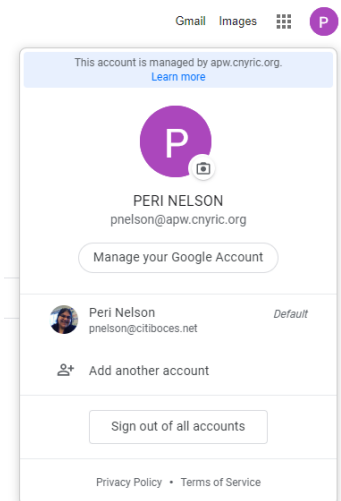 Gmail Images P
This account is managed by apw.cnyric.org.
Learn more
P
PERI NELSON
pnelson@apw.cnyric.org
Manage your Google Account
Peri Nelson Default
pnelson@citiboces.net
Add another account
Sign out of all accounts
Privacy Policy • Terms of Service